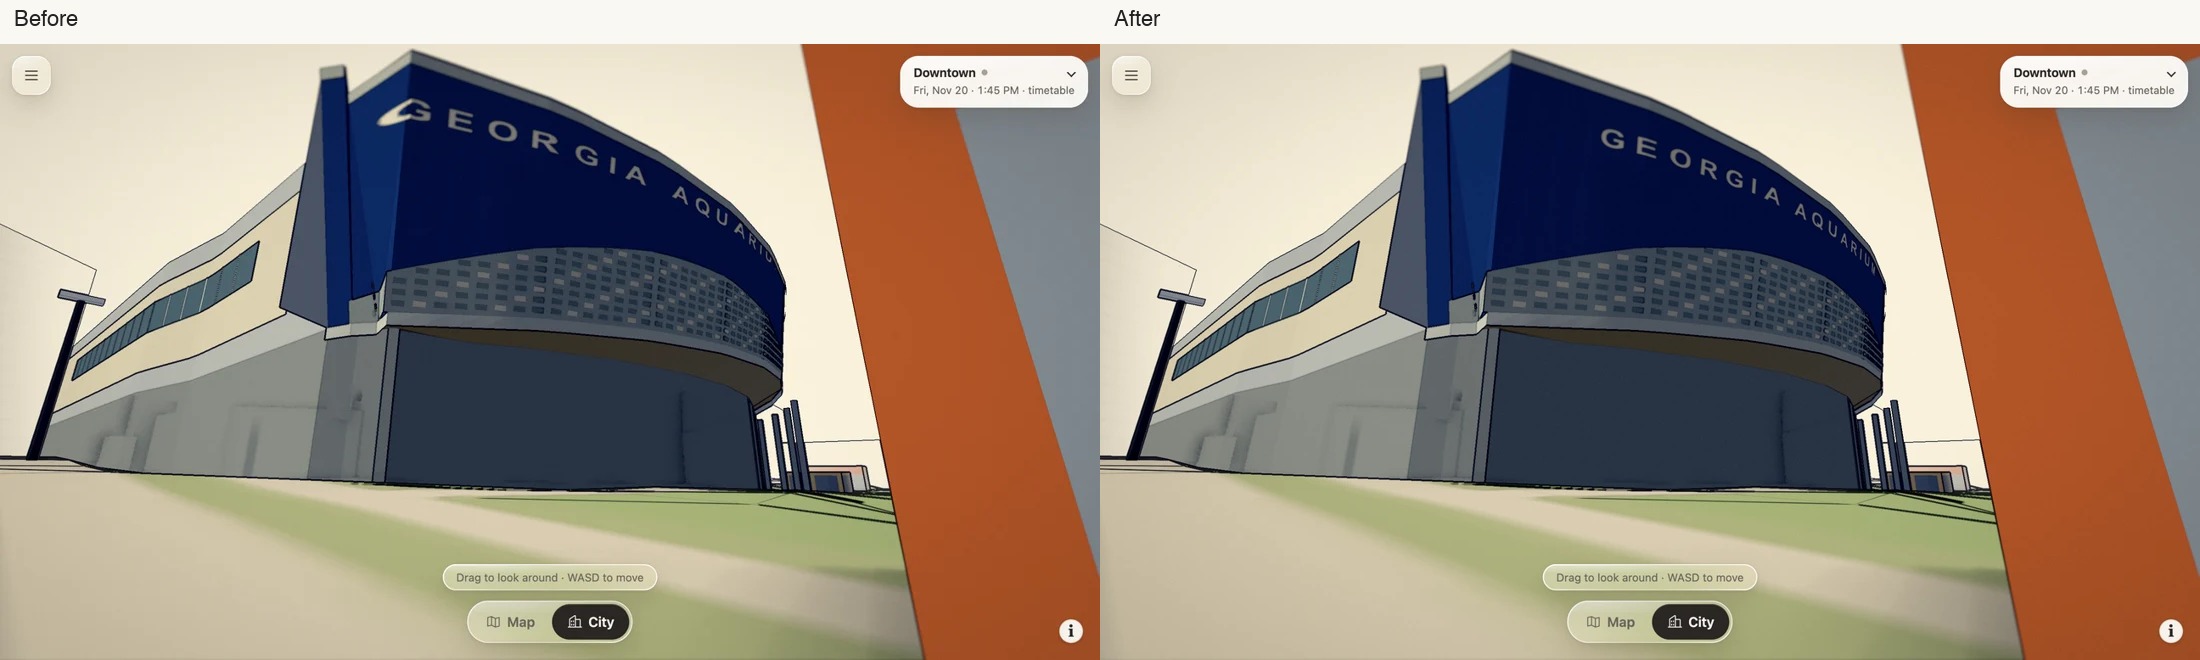 Before
After
Downtown
Fri, Nov 20 · 1:45 PM · timetable
GEORGIA AQUARIU
Drag to look around · WASD to move
Map
City
i
Downtown
Fri, Nov 20 · 1:45 PM · timetable
GEORGIA AQUARIUM
Drag to look around · WASD to move
Map
City
i